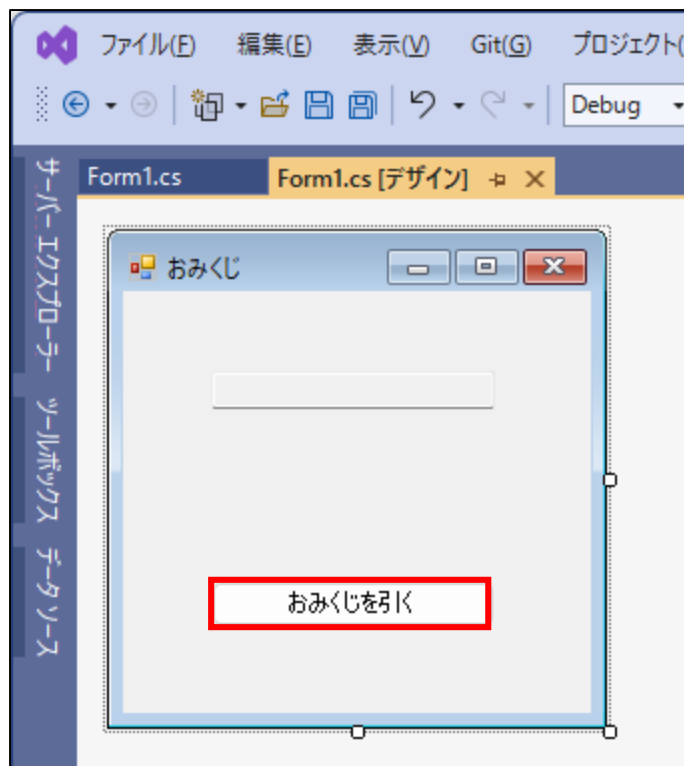 ファイル(F) 編集(E) 表示(V) Git(G) プロジェクト(
Debug
サーバー エクスプローラー
ツールボックス
データ ソース
Form1.cs
Form1.cs [デザイン]
おみくじ
おみくじを引く